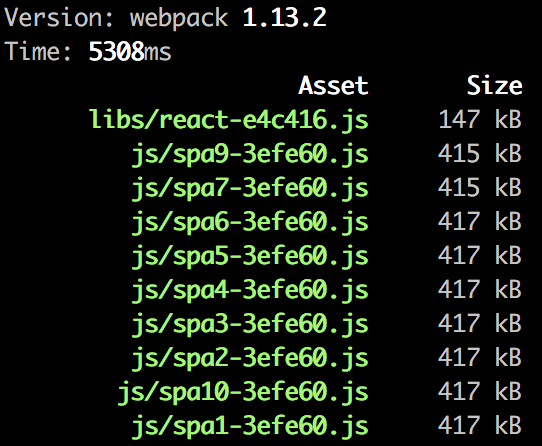 Version: webpack 1.13.2
Time: 5308ms
Asset Size
libs/react-e4c416.js 147 kB
js/spa9-3efe60.js 415 kB
js/spa7-3efe60.js 415 kB
js/spa6-3efe60.js 417 kB
js/spa5-3efe60.js 417 kB
js/spa4-3efe60.js 417 kB
js/spa3-3efe60.js 417 kB
js/spa2-3efe60.js 417 kB
js/spa10-3efe60.js 417 kB
js/spa1-3efe60.js 417 kB